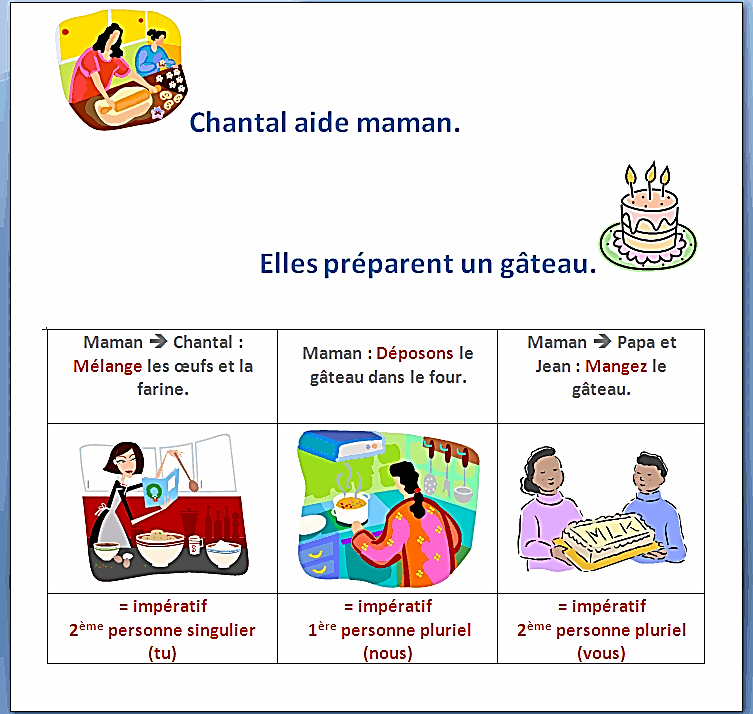 Chantal aide maman.
Elles préparent un gâteau.
Maman ➔ Chantal :
Mélange les œufs et la
farine.
Maman : Déposons le
gâteau dans le four.
Maman ➔ Papa et
Jean : Mangez le
gâteau.
MLK
= impératif
2ème personne singulier
(tu)
= impératif
1ère personne pluriel
(nous)
= impératif
2ème personne pluriel
(vous)